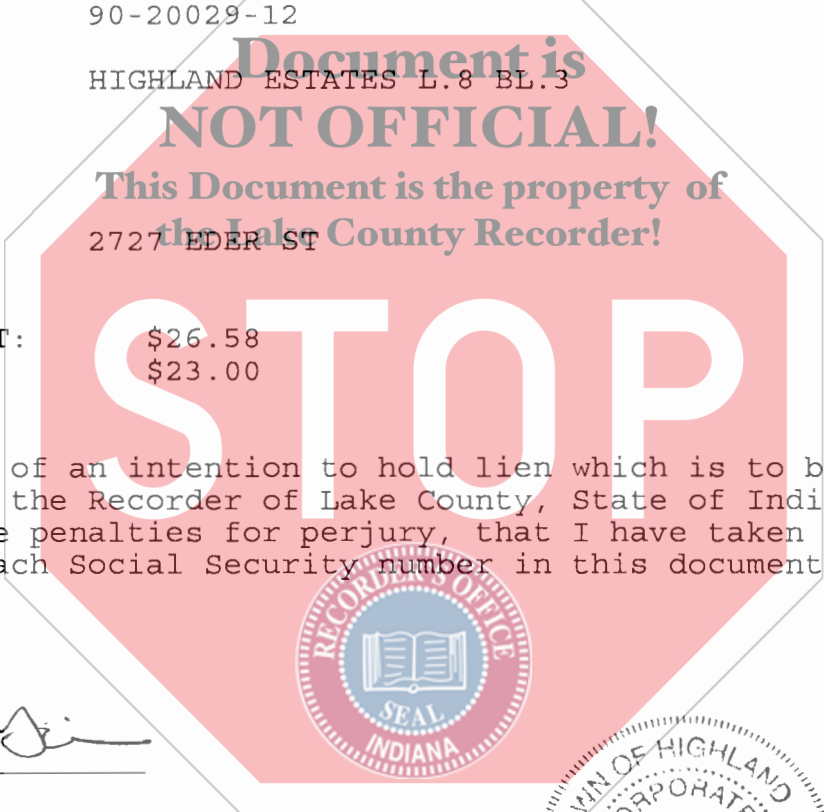 90-20029-12
Document is
HIGHLAND ESTATES L.8 BL.3
NOT OFFICIAL!
This Document is the property of
the Lake County Recorder!
2727 EDER ST
T: $26.58
$23.00
STOP
of an intention to hold lien which is to b
the Recorder of Lake County, State of Indi
e penalties for perjury, that I have taken
ach Social Security number in this document
RECORDER'S OFFICE
SEAL
INDIANA
WN OF HIGHLAND
ORPORATE